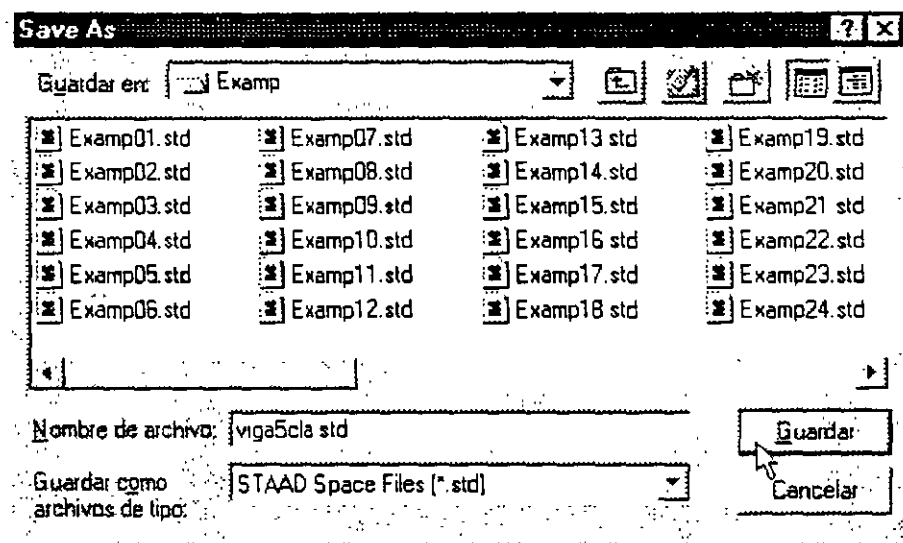 Save As ? X
Guardar en: Examp
Examp01.std Examp07.std Examp13 std Examp19.std
Examp02.std Examp08.std Examp14.std Examp20.std
Examp03.std Examp09.std Examp15.std Examp21 std
Examp04.std Examp10.std Examp16 std Examp22.std
Examp05.std Examp11.std Examp17.std Examp23.std
Examp06.std Examp12.std Examp18 std Examp24.std
Nombre de archivo: viga5cla std Guardar
Guardar como STAAD Space Files (*.std) Cancelar
archivos de tipo: